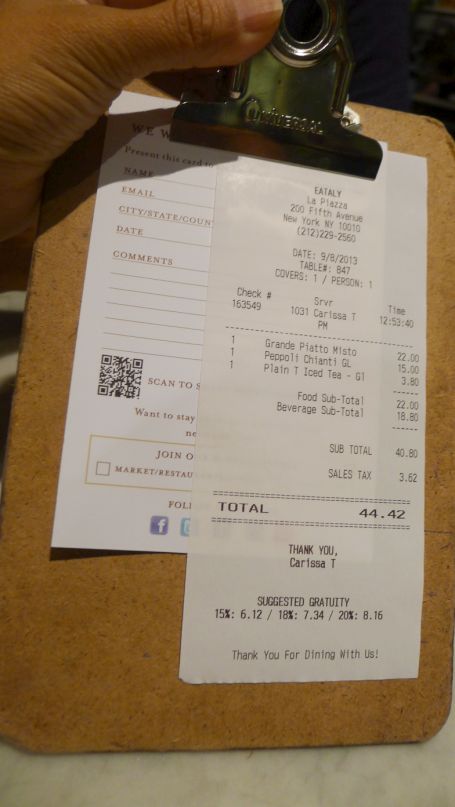 UNIVERSAL
WE W
Present this card to
NAME
EMAIL
CITY/STATE/COUN
DATE
COMMENTS
SCAN TO S
Want to stay
ne
JOIN O
MARKET/RESTAU
FOLL
f
EATALY
La Piazza
200 Fifth Avenue
New York NY 10010
(212)229-2560
DATE: 9/8/2013
TABLE#: 847
COVERS: 1 / PERSON: 1
Check # Srvr Time
163549 1031 Carissa T 12:53:40
PM
1 Grande Piatto Misto 22.00
1 Peppoli Chianti GL 15.00
1 Plain T Iced Tea - Gl 3.80
Food Sub-Total 22.00
Beverage Sub-Total 18.80
SUB TOTAL 40.80
SALES TAX 3.62
TOTAL 44.42
THANK YOU,
Carissa T
SUGGESTED GRATUITY
15%: 6.12 / 18%: 7.34 / 20%: 8.16
Thank You For Dining With Us!